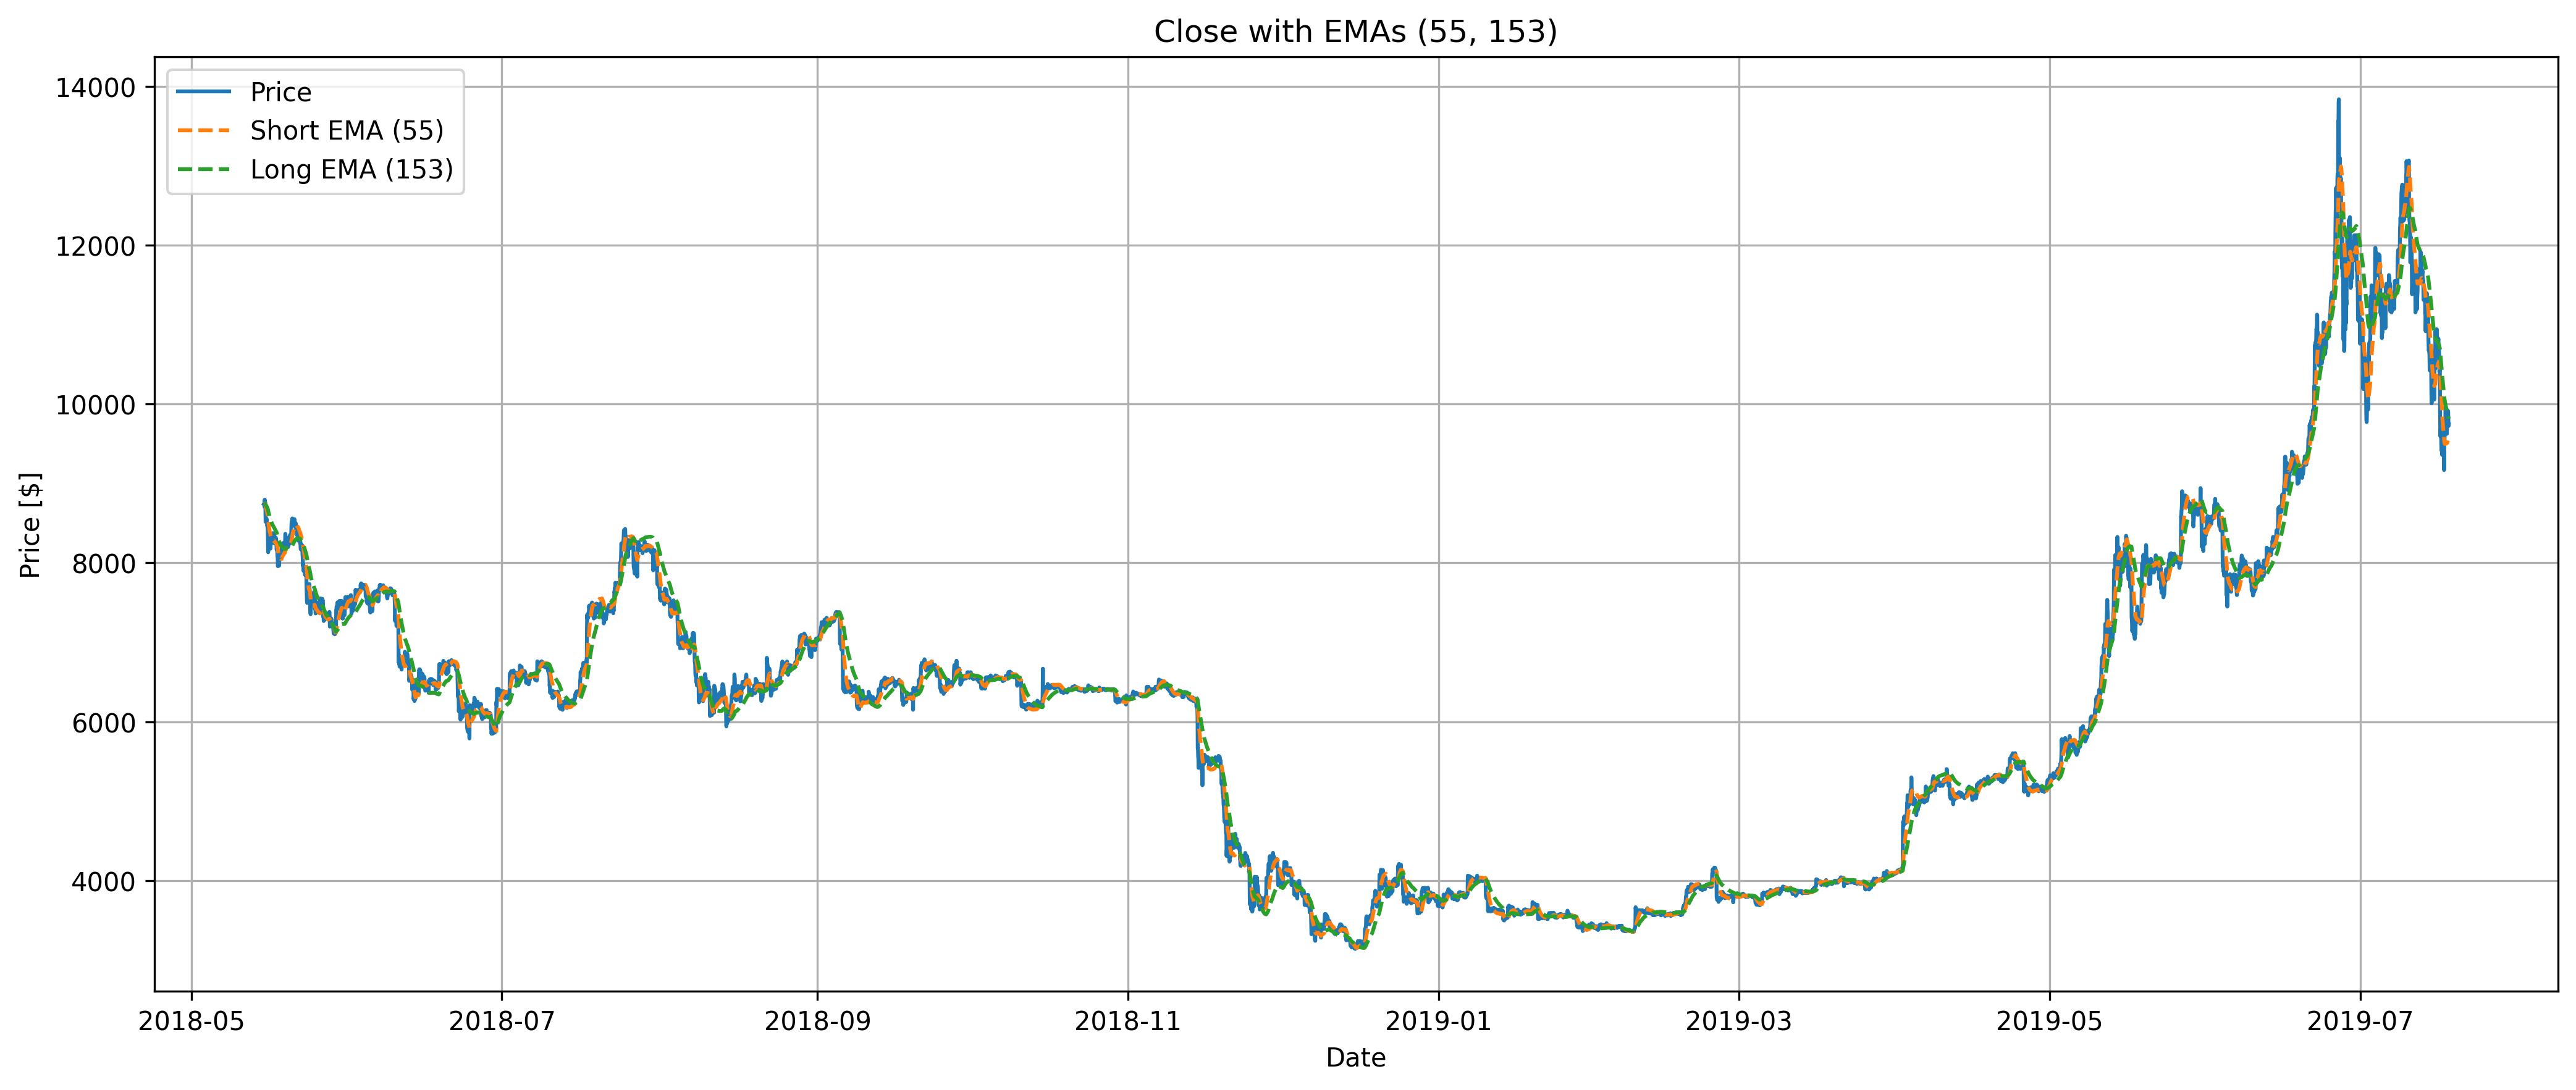 Close with EMAs (55, 153)
Price
Short EMA (55)
Long EMA (153)
14000
12000
10000
8000
6000
4000
Price [$]
2018-05 2018-07 2018-09 2018-11 2019-01 2019-03 2019-05 2019-07
Date